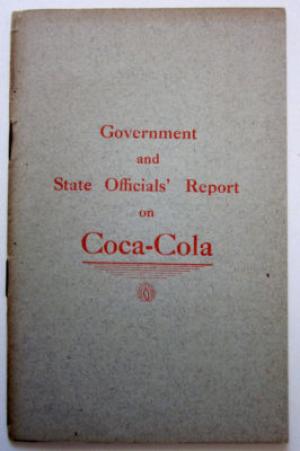 Government
and
State Officials' Report
on
Coca-Cola